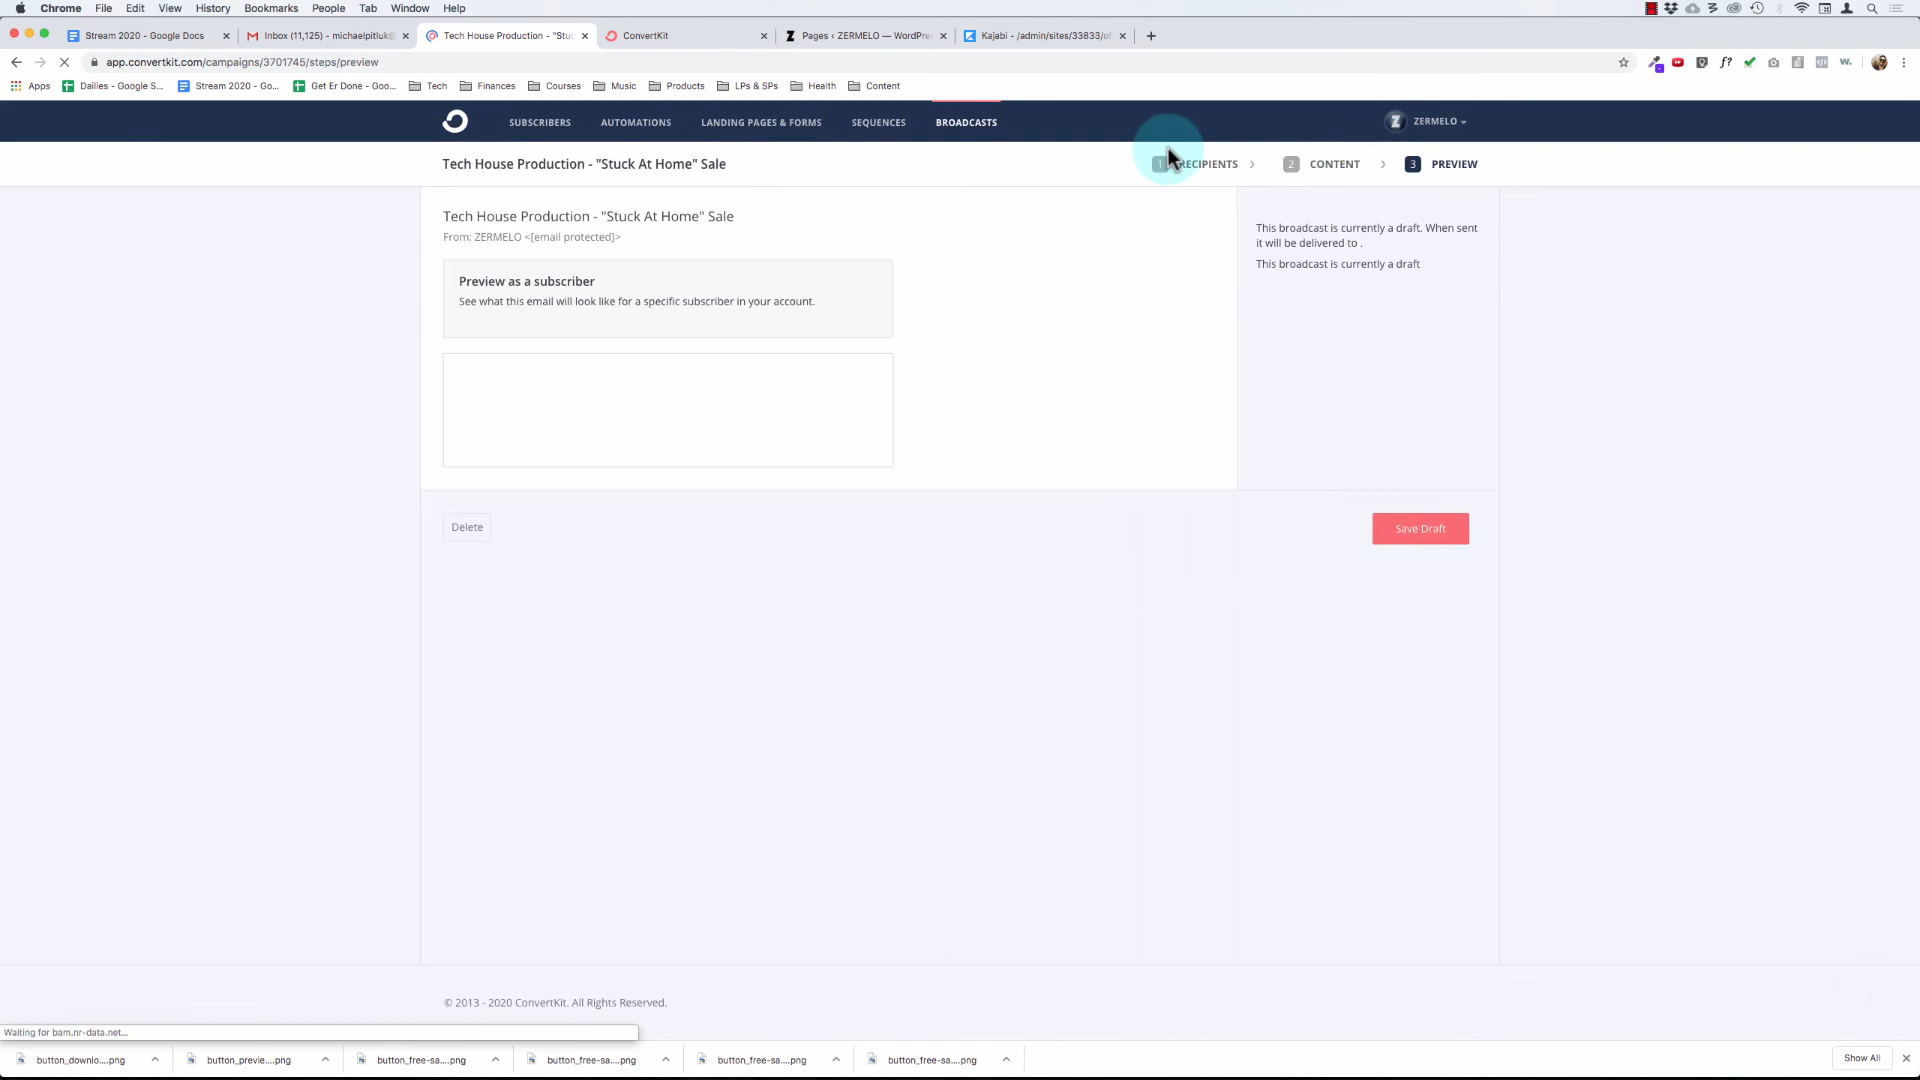 Chrome File Edit View History Bookmarks People Tab Window Help
Stream 2020 - Google Docs
Inbox (11,125) - michaelpitluk@
Tech House Production - "Stuc
ConvertKit
Pages ‹ ZERMELO — WordPres
Kajabi - /admin/sites/33833/of
app.convertkit.com/campaigns/3701745/steps/preview
Apps
Dailies - Google S...
Stream 2020 - Go...
Get Er Done - Goo...
Tech
Finances
Courses
Music
Products
LPs & SPs
Health
Content
SUBSCRIBERS AUTOMATIONS LANDING PAGES & FORMS SEQUENCES BROADCASTS
Z ZERMELO
Tech House Production - "Stuck At Home" Sale
1 RECIPIENTS > 2 CONTENT > 3 PREVIEW
Tech House Production - "Stuck At Home" Sale
From: ZERMELO <[email protected]>
Preview as a subscriber
See what this email will look like for a specific subscriber in your account.
This broadcast is currently a draft. When sent
it will be delivered to .
This broadcast is currently a draft
Delete
Save Draft
© 2013 - 2020 ConvertKit. All Rights Reserved.
Waiting for bam.nr-data.net...
button_downlo....png
button_previe....png
button_free-sa....png
button_free-sa....png
button_free-sa....png
button_free-sa....png
Show All